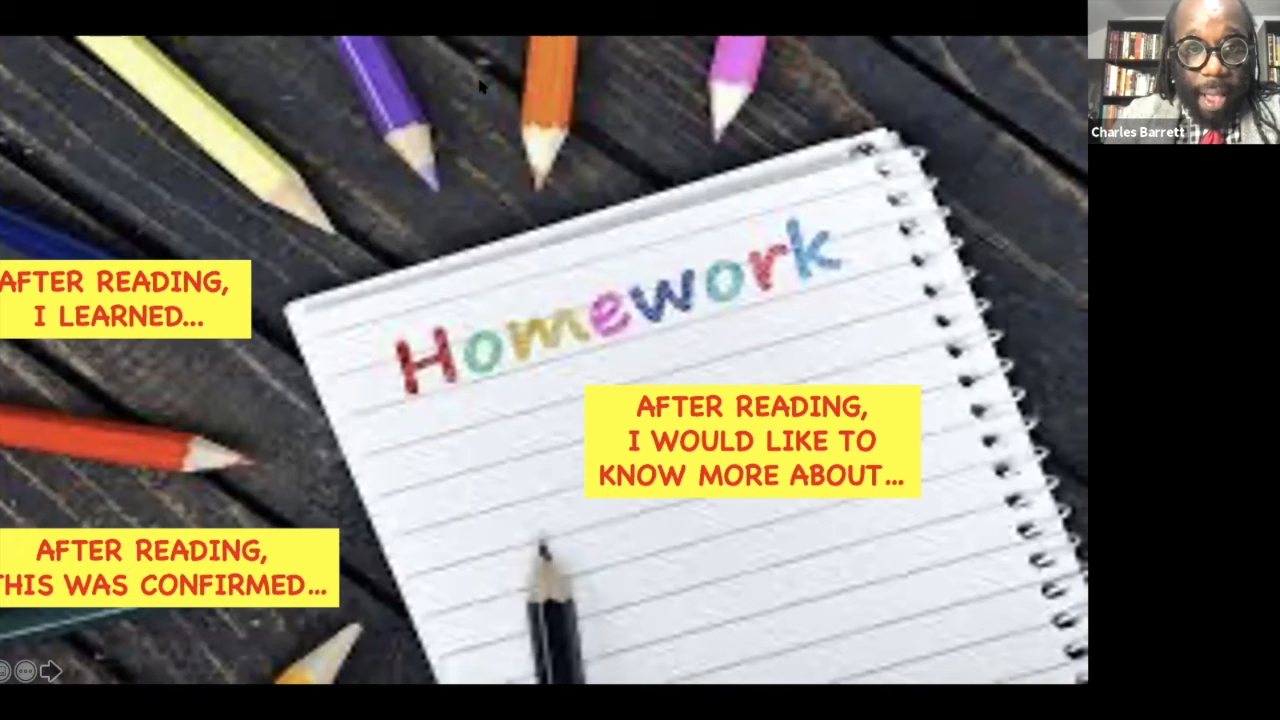 Charles Barrett
Homework
AFTER READING,
I LEARNED...
AFTER READING,
I WOULD LIKE TO
KNOW MORE ABOUT...
AFTER READING,
THIS WAS CONFIRMED...